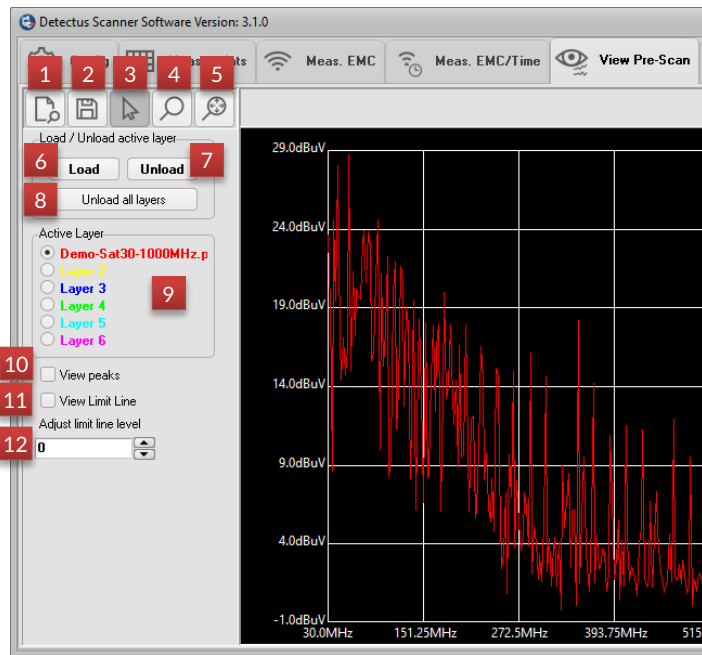 Detectus Scanner Software Version: 3.1.0
Meas. EMC
Meas. EMC/Time
View Pre-Scan
1
2
3
4
5
Load / Unload active layer
6
Load
Unload
7
8
Unload all layers
Active Layer
Demo-Sat30-1000MHz.p
Layer 2
Layer 3
Layer 4
Layer 5
Layer 6
9
10
View peaks
11
View Limit Line
Adjust limit line level
12
0
29.0dBuV
24.0dBuV
19.0dBuV
14.0dBuV
9.0dBuV
4.0dBuV
-1.0dBuV
30.0MHz
151.25MHz
272.5MHz
393.75MHz
515